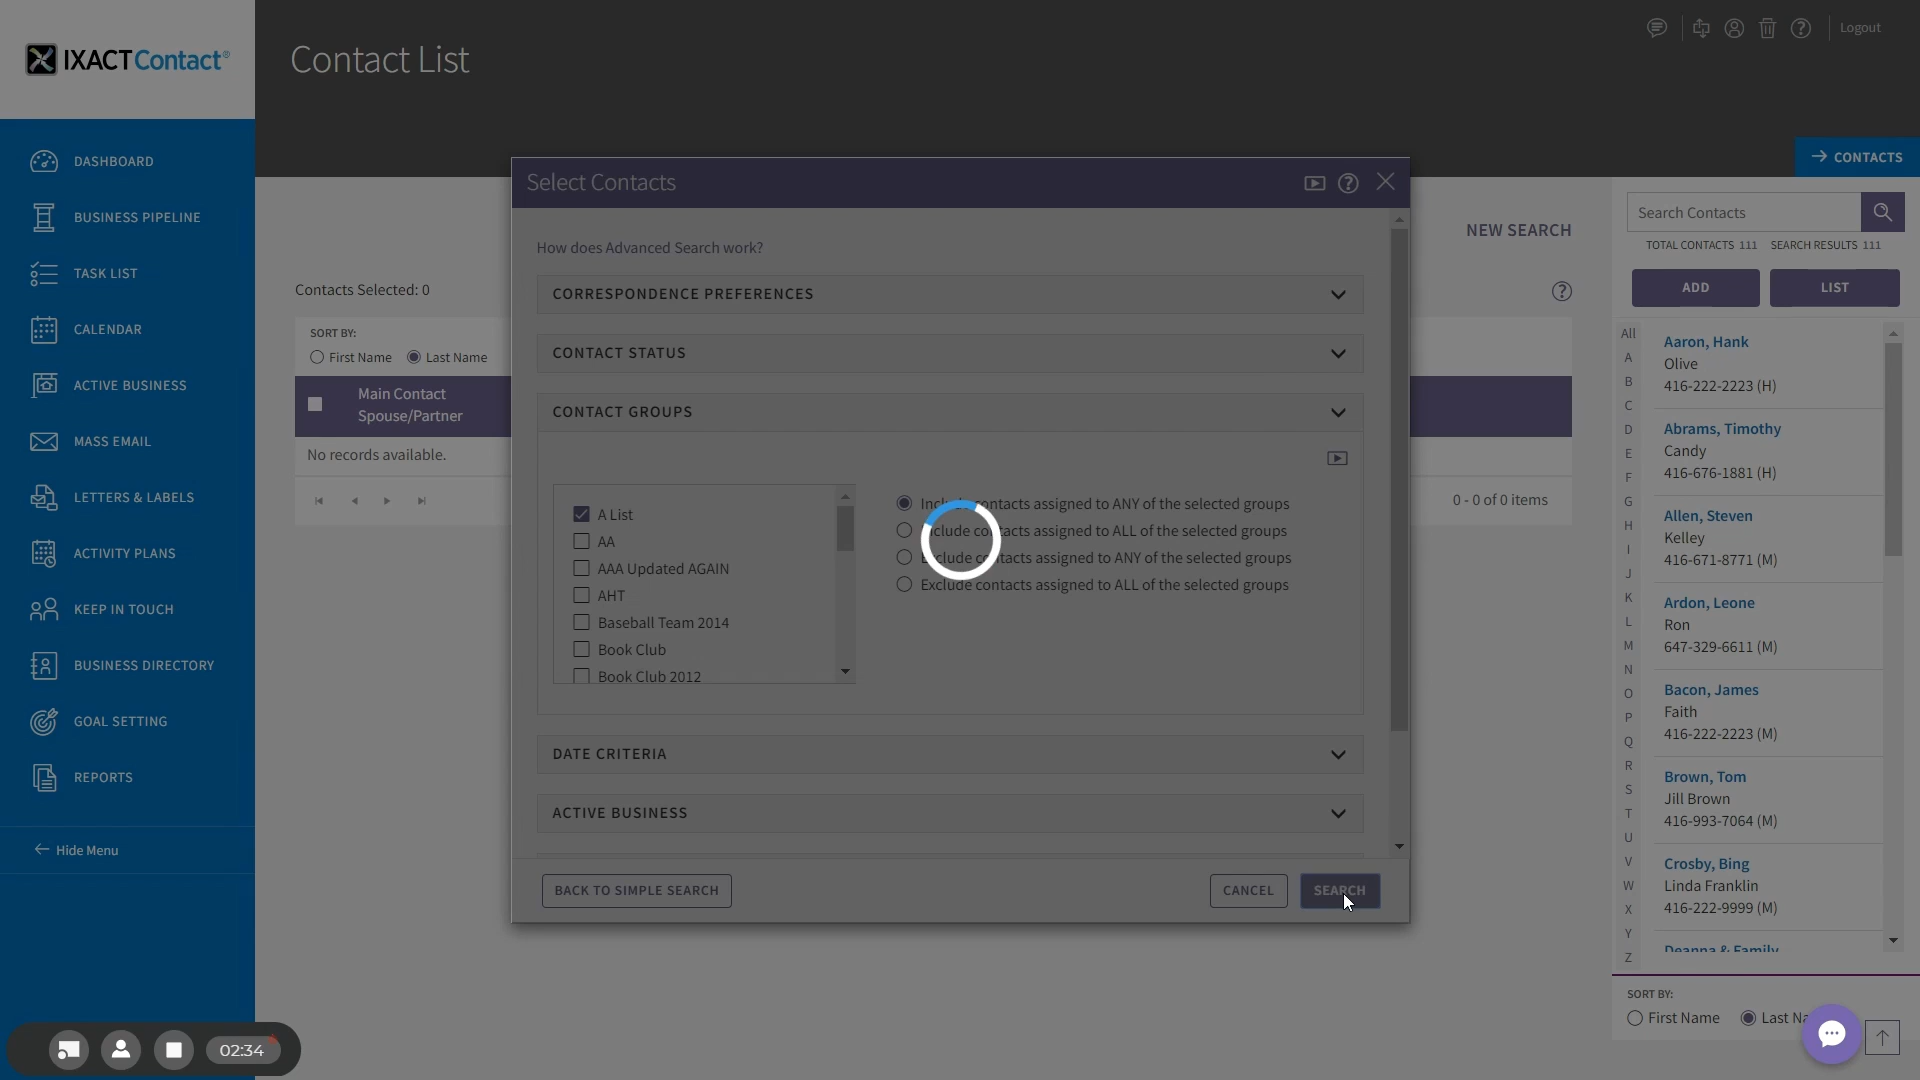 IXACTContact®
Contact List
Logout
DASHBOARD
BUSINESS PIPELINE
TASK LIST
CALENDAR
ACTIVE BUSINESS
MASS EMAIL
LETTERS & LABELS
ACTIVITY PLANS
KEEP IN TOUCH
BUSINESS DIRECTORY
GOAL SETTING
REPORTS
Hide Menu
02:34
NEW SEARCH
Contacts Selected: 0
SORT BY:
First Name Last Name
Main Contact
Spouse/Partner
No records available.
0 - 0 of 0 items
Select Contacts
How does Advanced Search work?
CORRESPONDENCE PREFERENCES
CONTACT STATUS
CONTACT GROUPS
A List
AA
AAA Updated AGAIN
AHT
Baseball Team 2014
Book Club
Book Club 2012
contacts assigned to ANY of the selected groups
contacts assigned to ALL of the selected groups
contacts assigned to ANY of the selected groups
Exclude contacts assigned to ALL of the selected groups
DATE CRITERIA
ACTIVE BUSINESS
BACK TO SIMPLE SEARCH
CANCEL
SEARCH
CONTACTS
Search Contacts
TOTAL CONTACTS 111 SEARCH RESULTS 111
ADD
LIST
All
A
B
C
D
E
F
G
H
I
J
K
L
M
N
O
P
Q
R
S
T
U
V
W
X
Y
Z
Aaron, Hank
Olive
416-222-2223 (H)
Abrams, Timothy
Candy
416-676-1881 (H)
Allen, Steven
Kelley
416-671-8771 (M)
Ardon, Leone
Ron
647-329-6611 (M)
Bacon, James
Faith
416-222-2223 (M)
Brown, Tom
Jill Brown
416-993-7064 (M)
Crosby, Bing
Linda Franklin
416-222-9999 (M)
Deanna & Family
SORT BY:
First Name Last Na